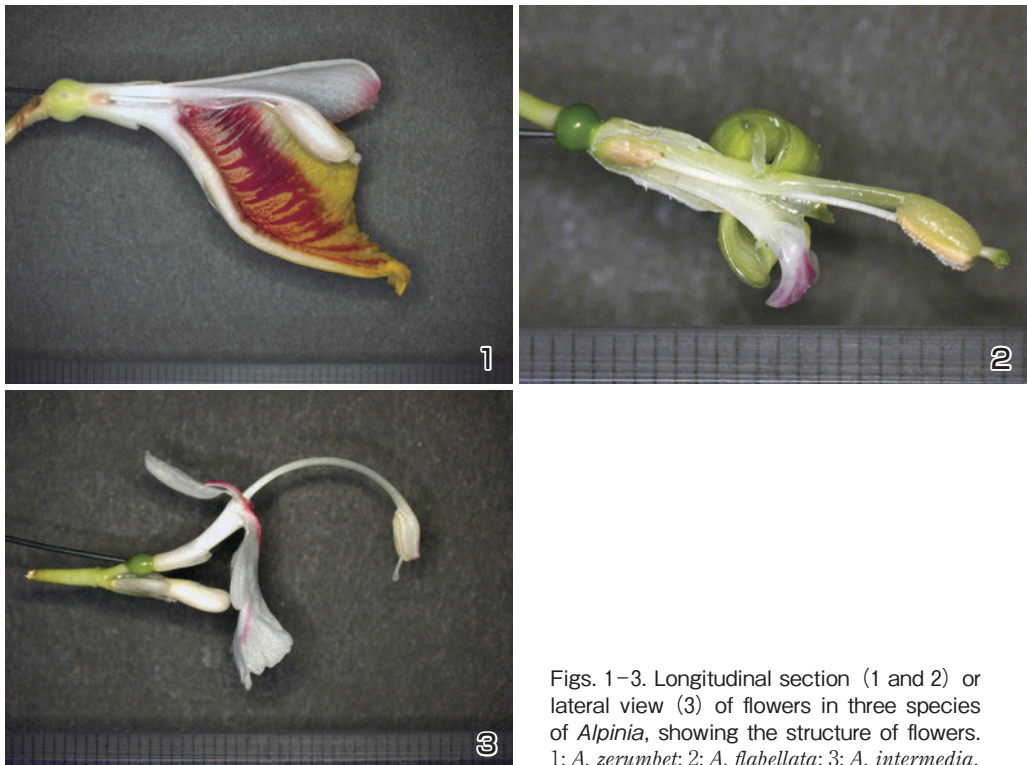 1
2
3
Figs. 1-3. Longitudinal section (1 and 2) or
lateral view (3) of flowers in three species
of Alpinia, showing the structure of flowers.
1: A. zerumbet; 2: A. flabellata; 3: A. intermedia.